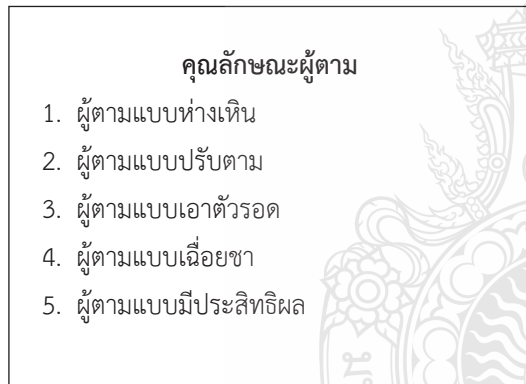 คุณลักษณะผู้ตาม
1. ผู้ตามแบบห่างเหิน
2. ผู้ตามแบบปรับตาม
3. ผู้ตามแบบเอาตัวรอด
4. ผู้ตามแบบเฉื่อยชา
5. ผู้ตามแบบมีประสิทธิผล